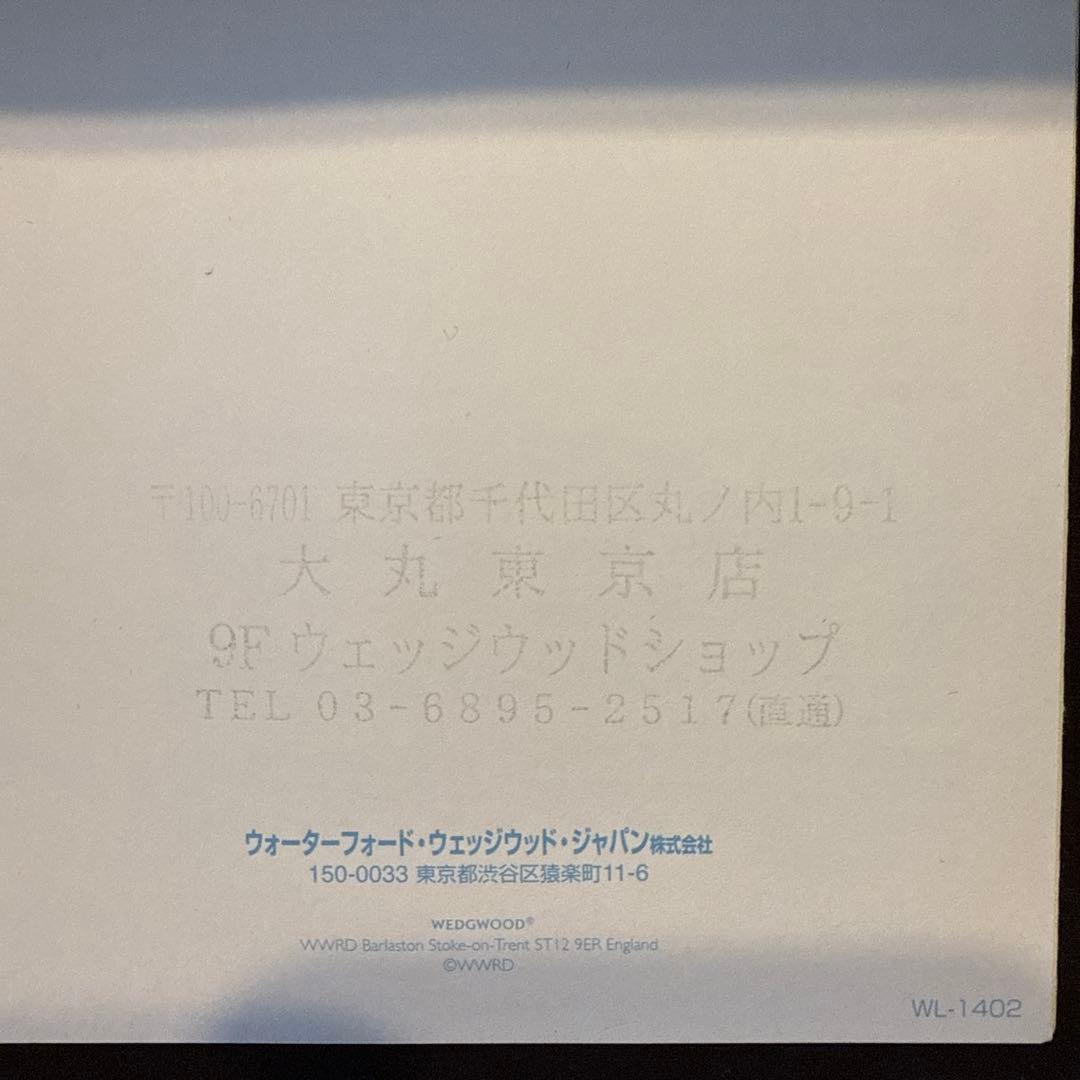 〒100-6701 東京都千代田区丸ノ内1-9-1
大丸東京店
9F ウェッジウッドショップ
TEL 03-6895-2517(直通)
ウォーターフォード・ウェッジウッド・ジャパン株式会社
150-0033 東京都渋谷区猿楽町11-6
WEDGWOOD®
WWRD Barlaston Stoke-on-Trent ST12 9ER England
©WWRD
WL-1402